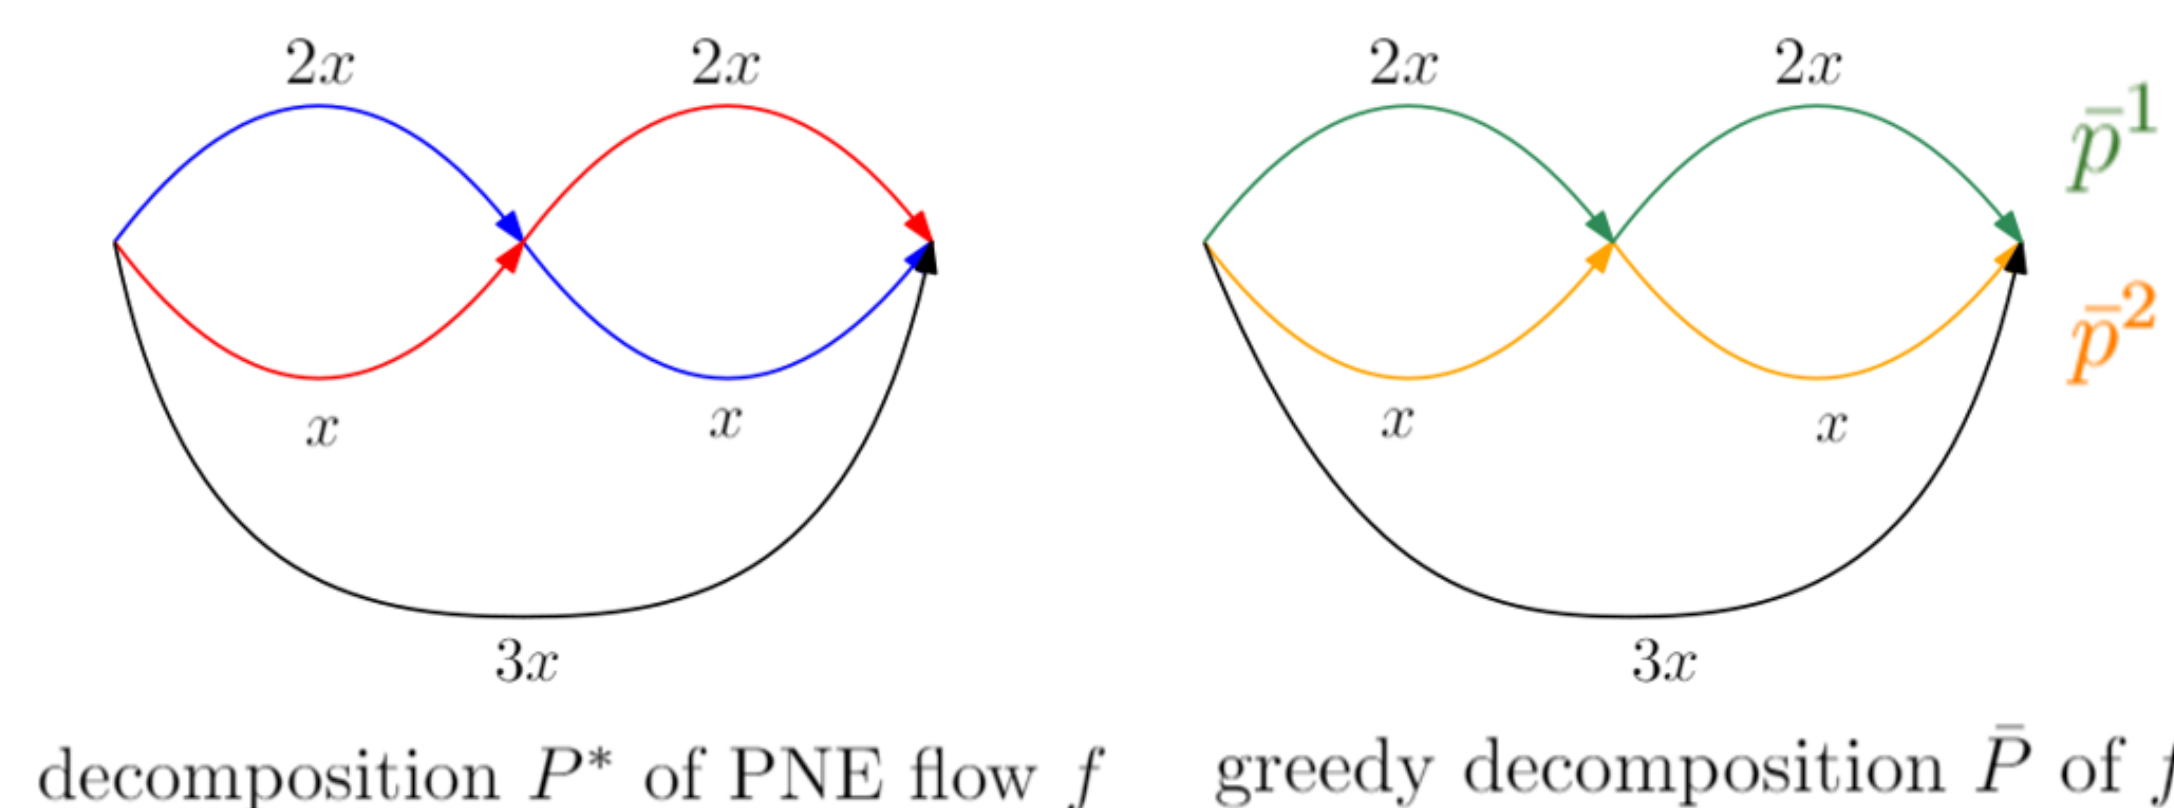 2x 2x
x x
3x
decomposition P* of PNE flow f
2x 2x
x x
3x
p̄¹
p̄²
greedy decomposition P̄ of f